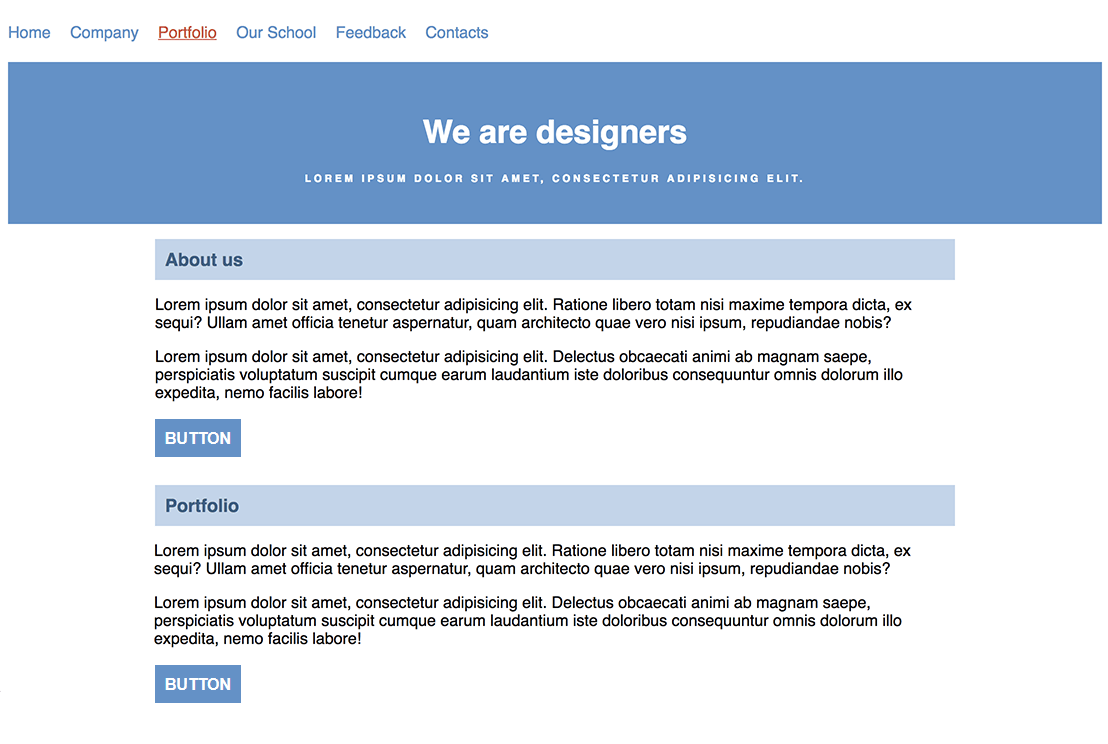 Home Company Portfolio Our School Feedback Contacts
We are designers
LOREM IPSUM DOLOR SIT AMET, CONSECTETUR ADIPISICING ELIT.
About us
Lorem ipsum dolor sit amet, consectetur adipisicing elit. Ratione libero totam nisi maxime tempora dicta, ex
sequi? Ullam amet officia tenetur aspernatur, quam architecto quae vero nisi ipsum, repudiandae nobis?
Lorem ipsum dolor sit amet, consectetur adipisicing elit. Delectus obcaecati animi ab magnam saepe,
perspiciatis voluptatum suscipit cumque earum laudantium iste doloribus consequuntur omnis dolorum illo
expedita, nemo facilis labore!
BUTTON
Portfolio
Lorem ipsum dolor sit amet, consectetur adipisicing elit. Ratione libero totam nisi maxime tempora dicta, ex
sequi? Ullam amet officia tenetur aspernatur, quam architecto quae vero nisi ipsum, repudiandae nobis?
Lorem ipsum dolor sit amet, consectetur adipisicing elit. Delectus obcaecati animi ab magnam saepe,
perspiciatis voluptatum suscipit cumque earum laudantium iste doloribus consequuntur omnis dolorum illo
expedita, nemo facilis labore!
BUTTON